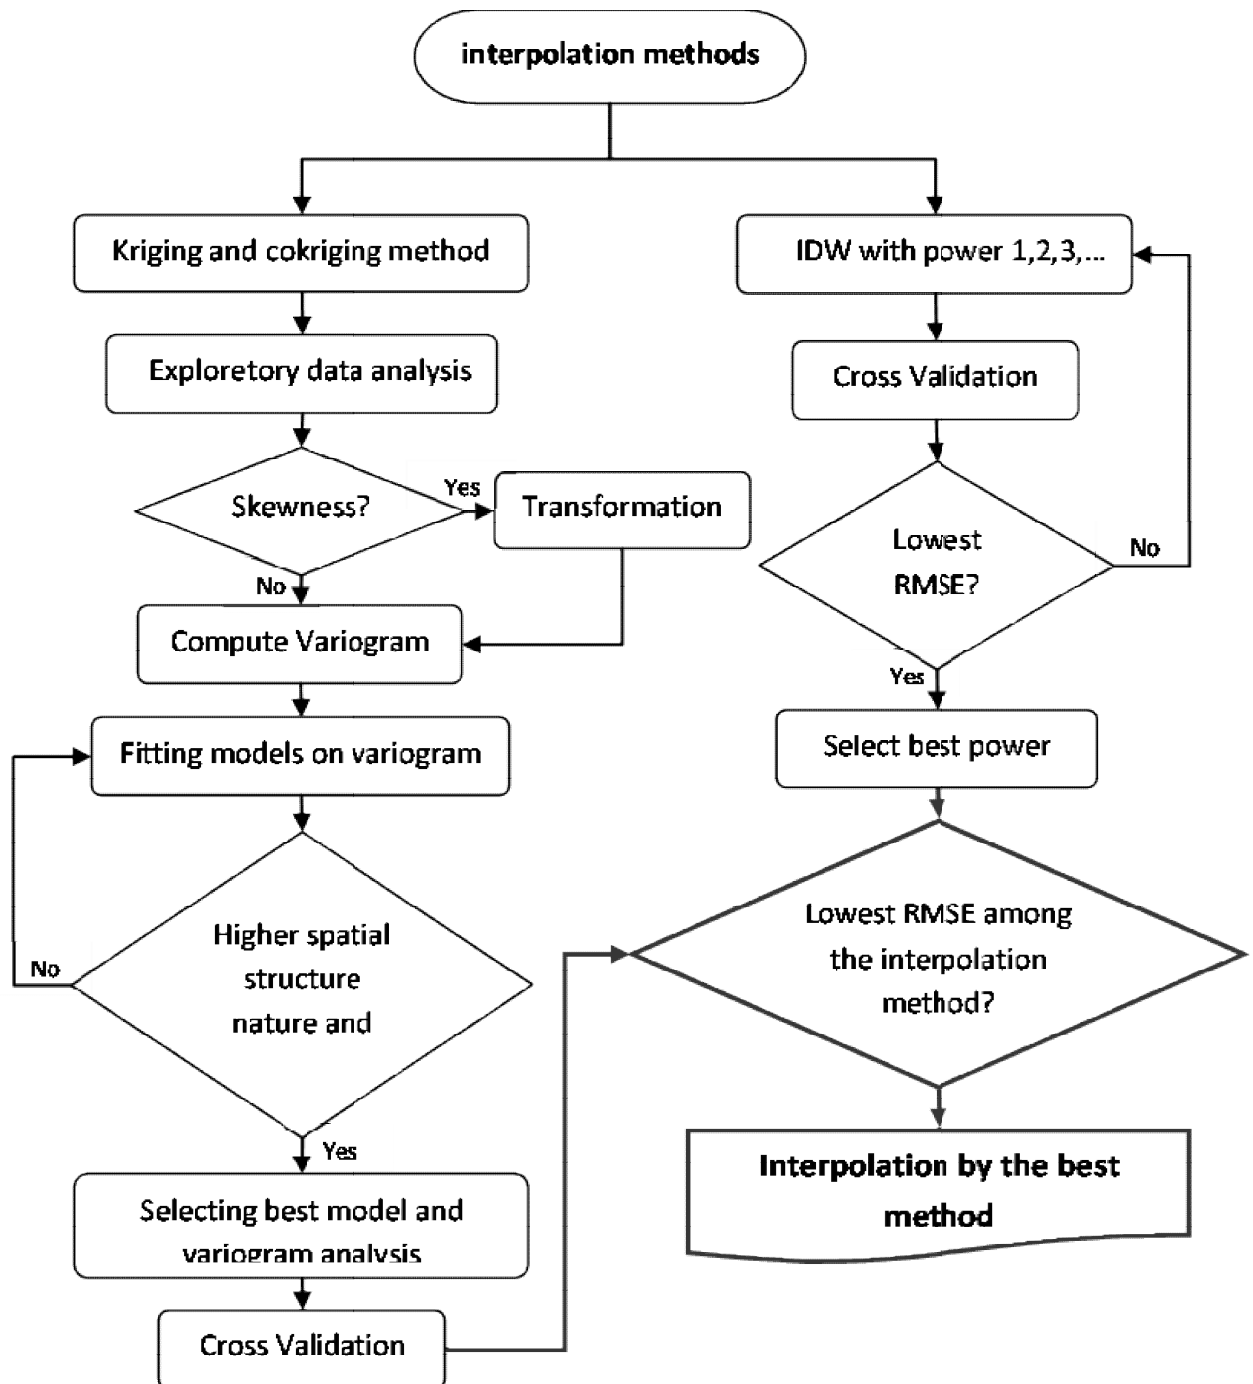 interpolation methods
Kriging and cokriging method
Exploretory data analysis
Skewness?
Yes
Transformation
No
Compute Variogram
Fitting models on variogram
Higher spatial
structure
nature and
No
Yes
Selecting best model and
variogram analysis
Cross Validation
IDW with power 1,2,3,...
Cross Validation
Lowest
RMSE?
No
Yes
Select best power
Lowest RMSE among
the interpolation
method?
Interpolation by the best
method